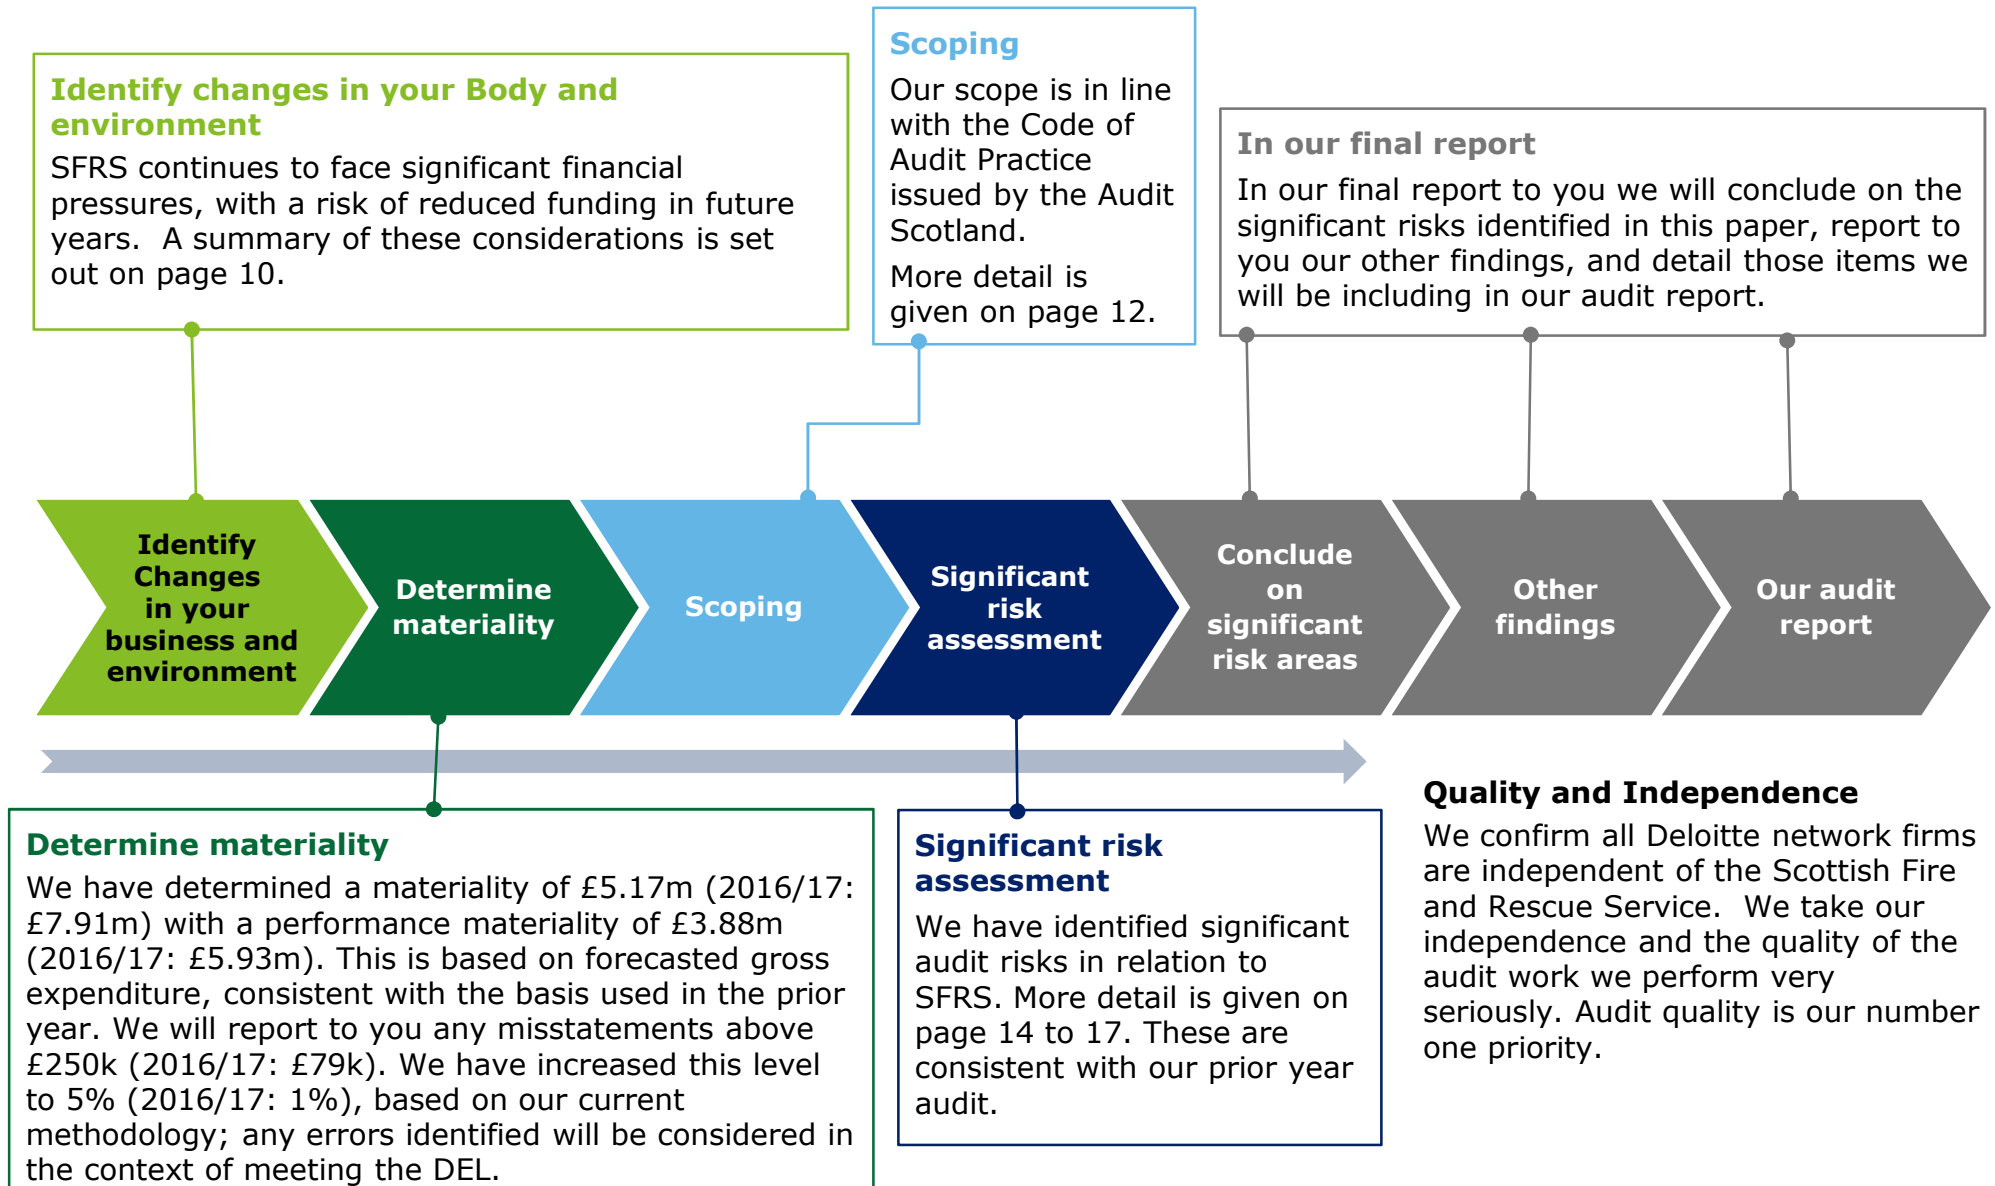 Identify changes in your Body and
environment
SFRS continues to face significant financial
pressures, with a risk of reduced funding in future
years.  A summary of these considerations is set
out on page 10.
Scoping
Our scope is in line
with the Code of
Audit Practice
issued by the Audit
Scotland.
More detail is
given on page 12.
In our final report
In our final report to you we will conclude on the
significant risks identified in this paper, report to
you our other findings, and detail those items we
will be including in our audit report.
Identify
Changes
in your
business and
environment
Determine
materiality
Scoping
Significant
risk
assessment
Conclude
on
significant
risk areas
Other
findings
Our audit
report
Determine materiality
We have determined a materiality of £5.17m (2016/17:
£7.91m) with a performance materiality of £3.88m
(2016/17: £5.93m). This is based on forecasted gross
expenditure, consistent with the basis used in the prior
year. We will report to you any misstatements above
£250k (2016/17: £79k). We have increased this level
to 5% (2016/17: 1%), based on our current
methodology; any errors identified will be considered in
the context of meeting the DEL.
Significant risk
assessment
We have identified significant
audit risks in relation to
SFRS. More detail is given on
page 14 to 17. These are
consistent with our prior year
audit.
Quality and Independence
We confirm all Deloitte network firms
are independent of the Scottish Fire
and Rescue Service.  We take our
independence and the quality of the
audit work we perform very
seriously. Audit quality is our number
one priority.